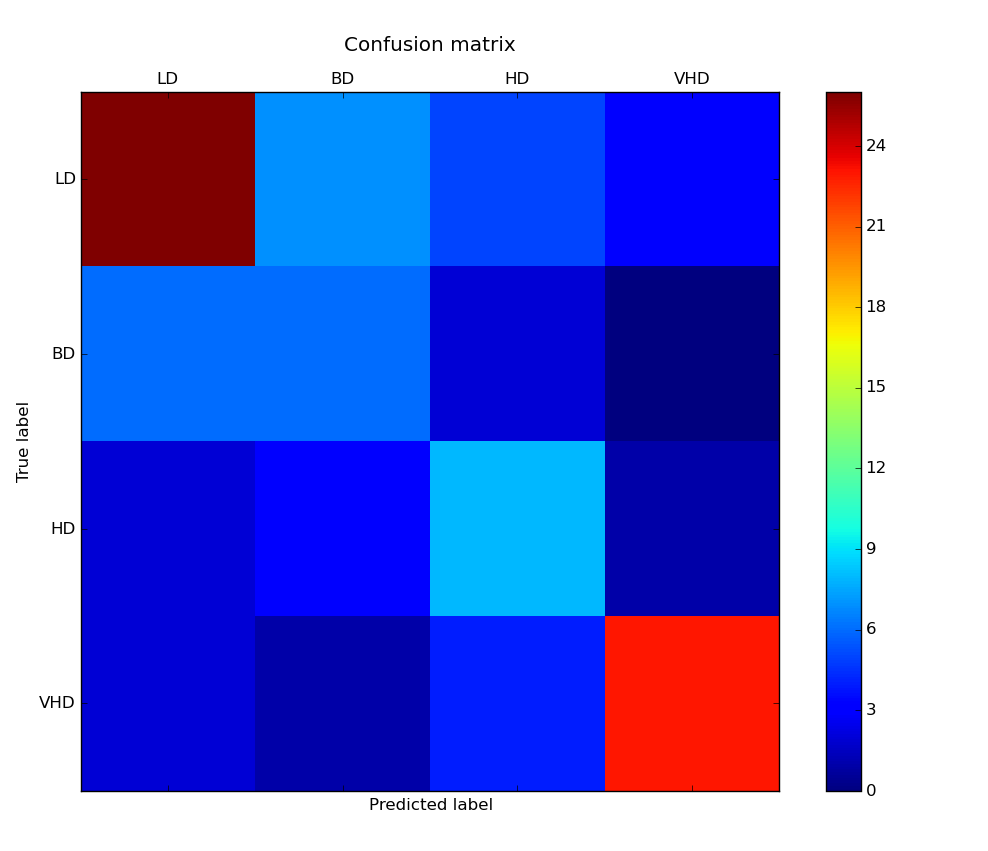 Confusion matrix
LD BD HD VHD
LD
BD
HD
VHD
True label
Predicted label
24
21
18
15
12
9
6
3
0